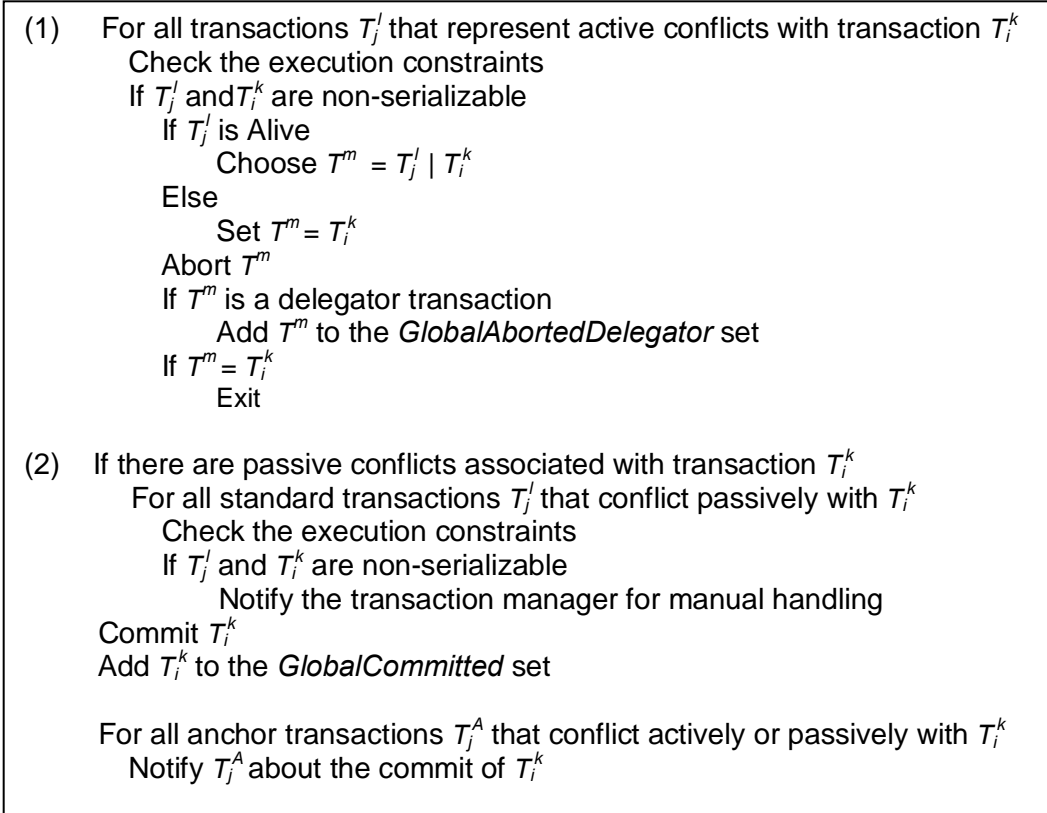 (1) For all transactions T_j^l that represent active conflicts with transaction T_i^k
Check the execution constraints
If T_j^l andT_i^k are non-serializable
If T_j^l is Alive
Choose T^m = T_j^l | T_i^k
Else
Set T^m = T_i^k
Abort T^m
If T^m is a delegator transaction
Add T^m to the GlobalAbortedDelegator set
If T^m = T_i^k
Exit
(2) If there are passive conflicts associated with transaction T_i^k
For all standard transactions T_j^l that conflict passively with T_i^k
Check the execution constraints
If T_j^l and T_i^k are non-serializable
Notify the transaction manager for manual handling
Commit T_i^k
Add T_i^k to the GlobalCommitted set
For all anchor transactions T_j^A that conflict actively or passively with T_i^k
Notify T_j^A about the commit of T_i^k